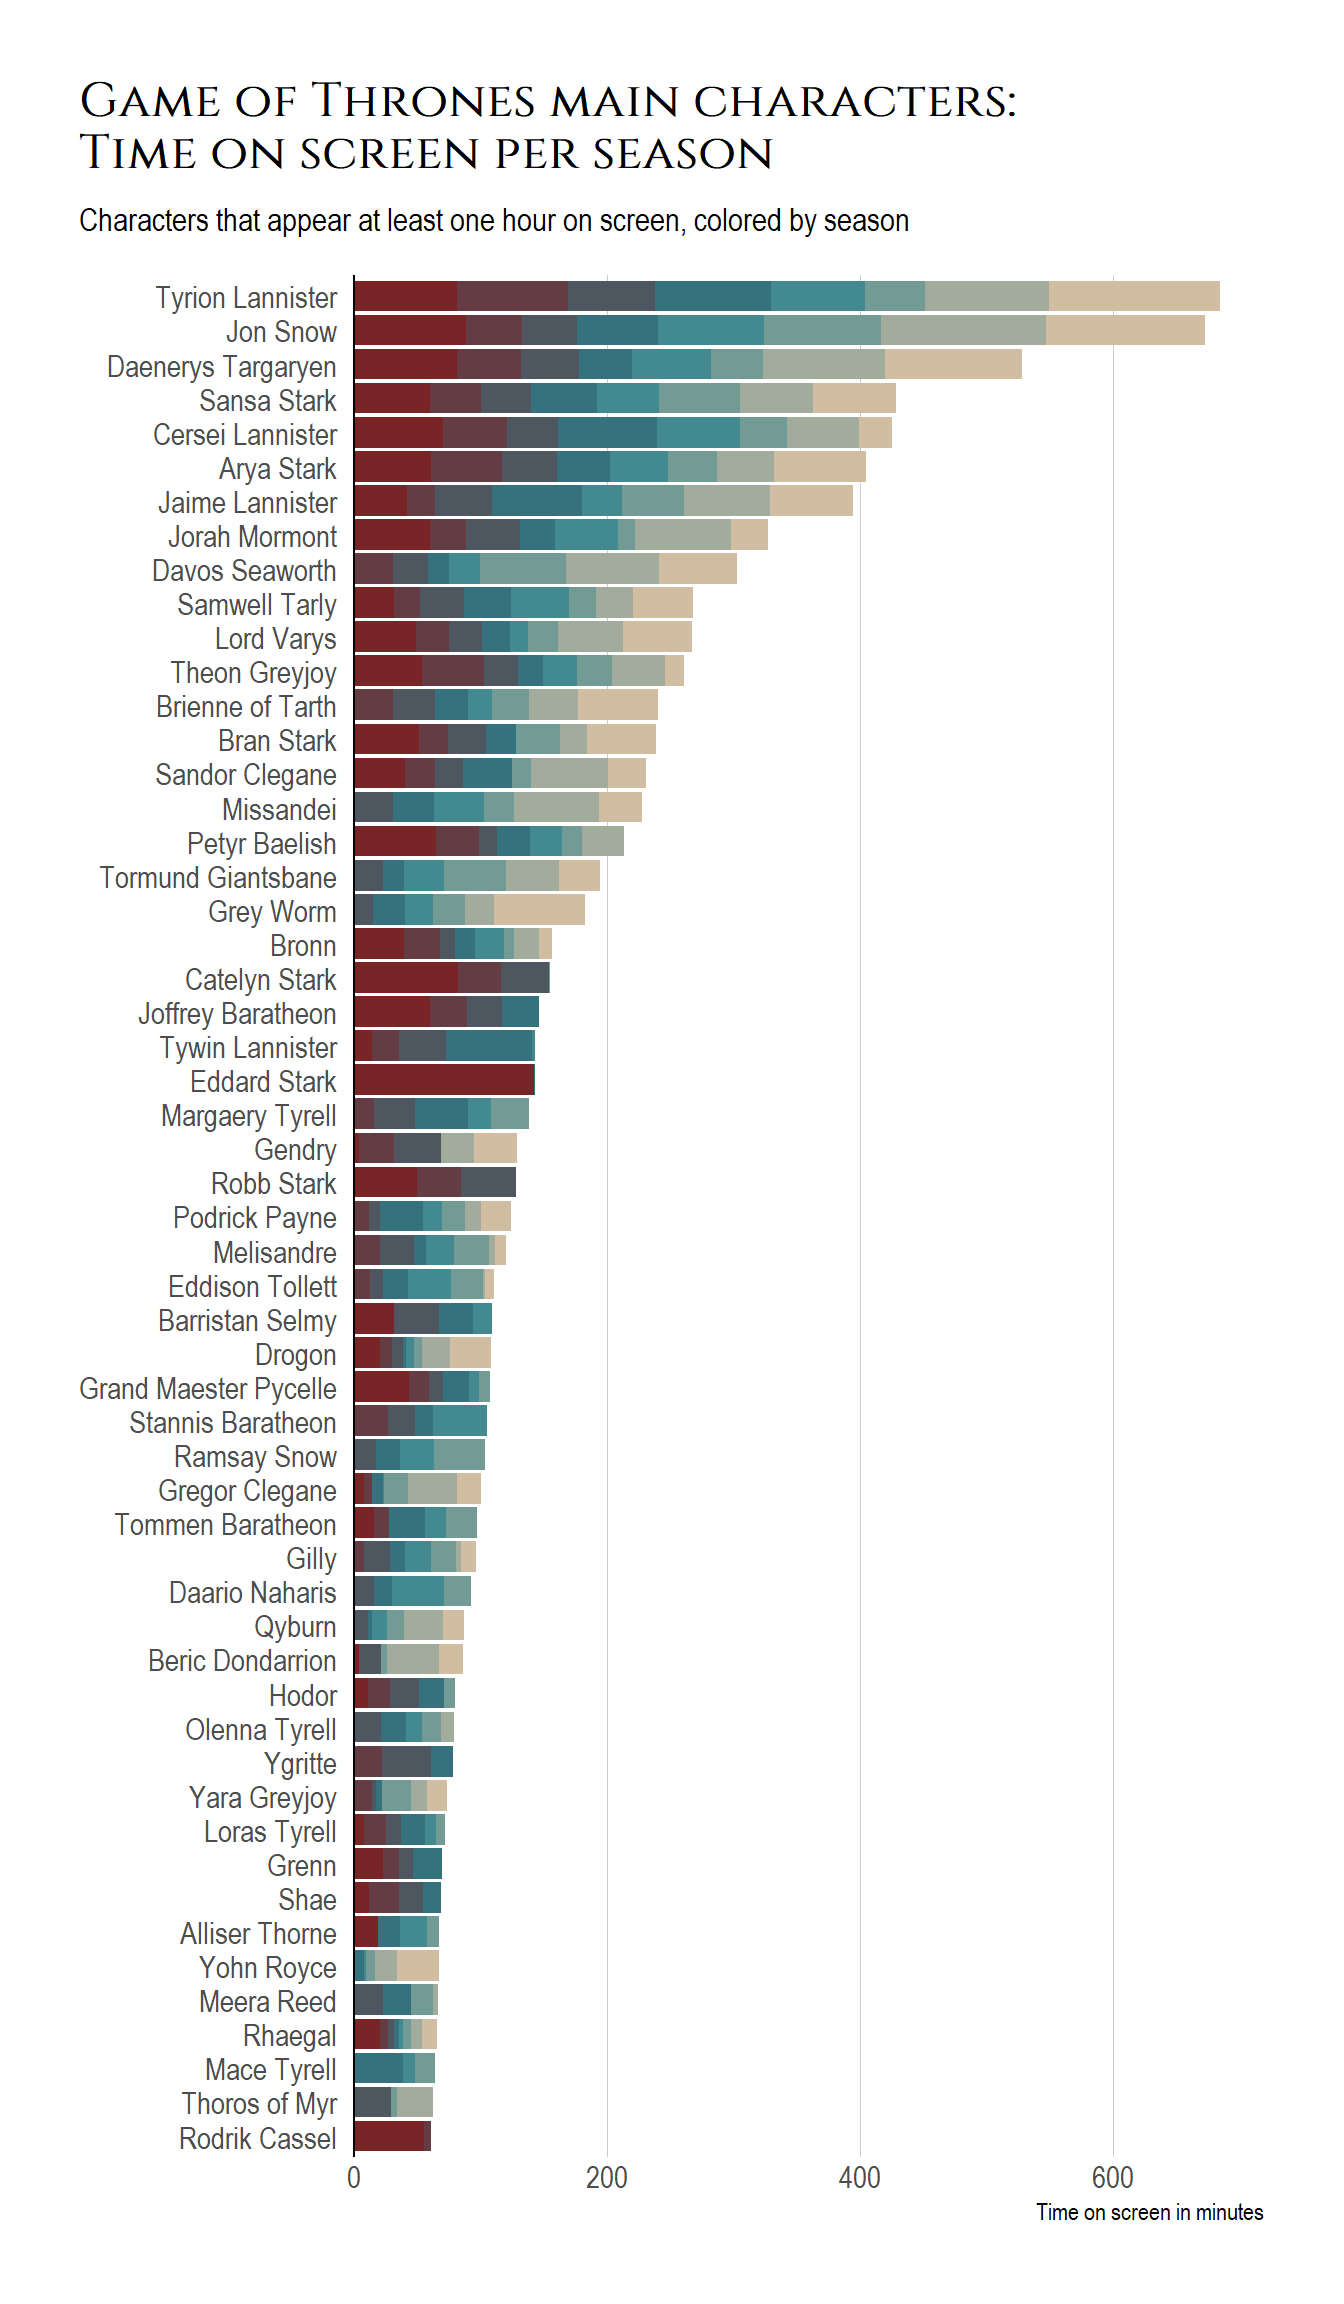 Game of Thrones main characters:
Time on screen per season
Characters that appear at least one hour on screen, colored by season
Tyrion Lannister
Jon Snow
Daenerys Targaryen
Sansa Stark
Cersei Lannister
Arya Stark
Jaime Lannister
Jorah Mormont
Davos Seaworth
Samwell Tarly
Lord Varys
Theon Greyjoy
Brienne of Tarth
Bran Stark
Sandor Clegane
Missandei
Petyr Baelish
Tormund Giantsbane
Grey Worm
Bronn
Catelyn Stark
Joffrey Baratheon
Tywin Lannister
Eddard Stark
Margaery Tyrell
Gendry
Robb Stark
Podrick Payne
Melisandre
Eddison Tollett
Barristan Selmy
Drogon
Grand Maester Pycelle
Stannis Baratheon
Ramsay Snow
Gregor Clegane
Tommen Baratheon
Gilly
Daario Naharis
Qyburn
Beric Dondarrion
Hodor
Olenna Tyrell
Ygritte
Yara Greyjoy
Loras Tyrell
Grenn
Shae
Alliser Thorne
Yohn Royce
Meera Reed
Rhaegal
Mace Tyrell
Thoros of Myr
Rodrik Cassel
0 200 400 600
Time on screen in minutes